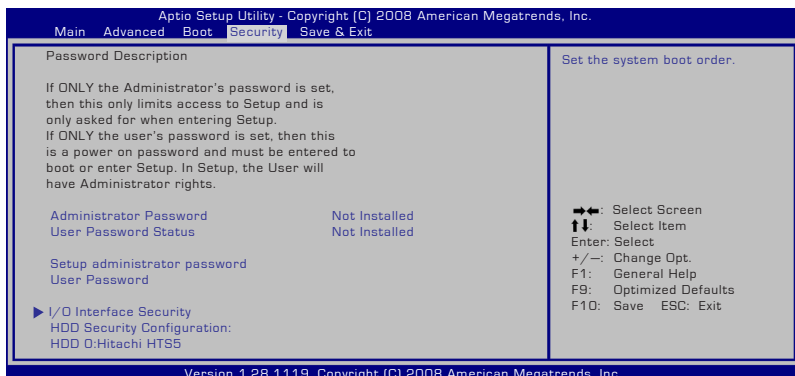 Aptio Setup Utility - Copyright (C) 2008 American Megatrends, Inc.
Main Advanced Boot Security Save & Exit
Password Description
If ONLY the Administrator's password is set,
then this only limits access to Setup and is
only asked for when entering Setup.
If ONLY the user's password is set, then this
is a power on password and must be entered to
boot or enter Setup. In Setup, the User will
have Administrator rights.
Administrator Password Not Installed
User Password Status Not Installed
Setup administrator password
User Password
I/O Interface Security
HDD Security Configuration:
HDD 0:Hitachi HTS5
Set the system boot order.
→←: Select Screen
↑↓: Select Item
Enter: Select
+/—: Change Opt.
F1: General Help
F9: Optimized Defaults
F10: Save ESC: Exit
Version 1.28.1119. Copyright (C) 2008 American Megatrends, Inc.